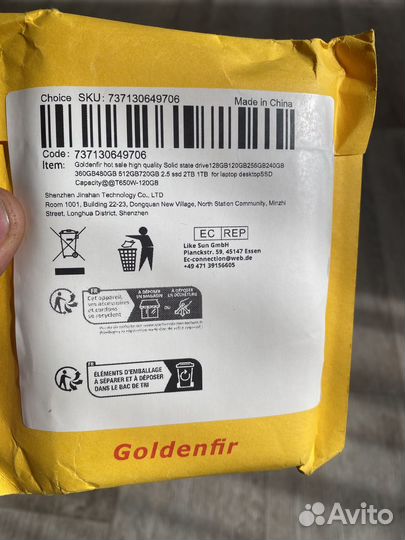 Choice SKU: 737130649706 Made in China
Code: 737130649706
Item: Goldenfir hot sale high quality Solid state drive128GB120GB256GB240GB
360GB480GB 512GB720GB 2.5 ssd 2TB 1TB for laptop desktopSSD
Capacity@@T650W-120GB
Shenzhen Jinshan Technology Co., LTD
Room 1001, Building 22-23, Dongquan New Village, North Station Community, Minzhi
Street, Longhua District, Shenzhen
EC REP
Like Sun GmbH
Planckstr. 59, 45147 Essen
Ec-connection@web.de
+49 471 39156605
FR
Cet appareil,
ses accessoires
et cordons
se recyclent
À DÉPOSER
EN MAGASIN
OU
À DÉPOSER
EN DÉCHÈTERIE
FR
ÉLÉMENTS D'EMBALLAGE
À SÉPARER ET À DÉPOSER
DANS LE BAC DE TRI
Goldenfir
Avito